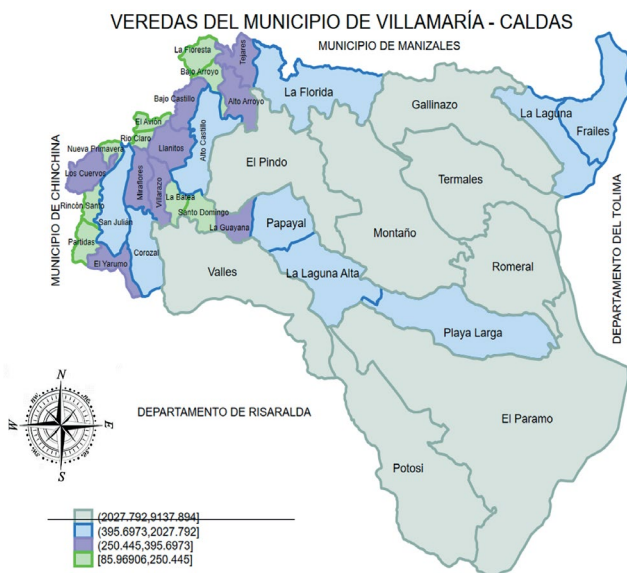 VEREDAS DEL MUNICIPIO DE VILLAMARÍA - CALDAS
MUNICIPIO DE MANIZALES
La Floresta
Tejares
Bajo Arroyo
La Florida
Gallinazo
Bajo Castillo
Alto Arroyo
La Laguna
Frailes
El Avion
Rio Claro
Alto Castillo
Nueva Primavera
Llanitos
El Pindo
Termales
Los Cuervos
Miraflores
Villarazo
La Batea
Rincón Santo
Santo Domingo
San Julián
La Guayana
Papayal
Montaño
Partidas
Corozal
Romeral
El Yarumo
Valles
La Laguna Alta
Playa Larga
MUNICIPIO DE CHINCHINA
DEPARTAMENTO DEL TOLIMA
N
W
E
S
DEPARTAMENTO DE RISARALDA
El Paramo
Potosi
(2027.792,9137.894]
(395.6973,2027.792]
(250.445,395.6973]
[85.96906,250.445]